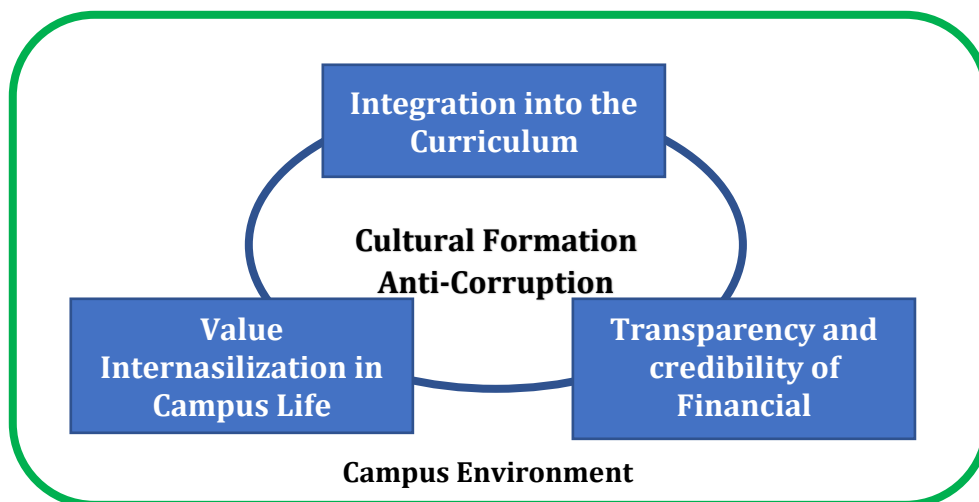 Integration into the
Curriculum
Cultural Formation
Anti-Corruption
Value
Internasilization in
Campus Life
Transparency and
credibility of
Financial
Campus Environment